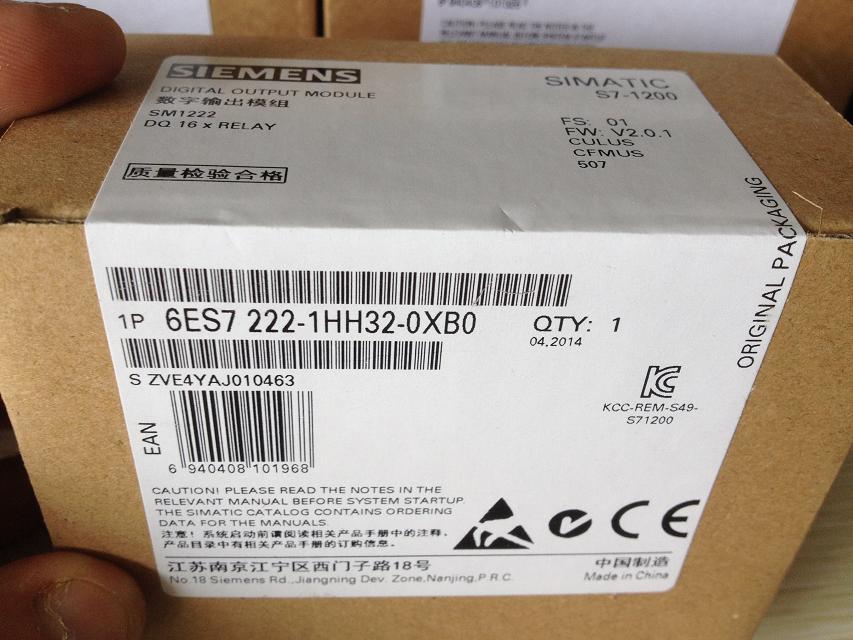 SIEMENS
SIMATIC
S7-1200
DIGITAL OUTPUT MODULE
数字输出模组
SM1222
DQ 16 x RELAY
FS: 01
FW: V2.0.1
CULUS
CFMUS
507
质量检验合格
ORIGINAL PACKAGING
1P 6ES7 222-1HH32-0XB0
QTY: 1
04.2014
S ZVE4YAJ010463
KCC-REM-S49-
S71200
EAN
6 940408 101968
CAUTION! PLEASE READ THE NOTES IN THE
RELEVANT MANUAL BEFORE SYSTEM STARTUP.
THE SIMATIC CATALOG CONTAINS ORDERING
DATA FOR THE MANUALS.
注意！系统启动前请阅读相关产品手册中的注释。
产品目录中有相关产品手册的订购信息。
CE
江苏南京江宁区西门子路18号
No.18 Siemens Rd.,Jiangning Dev. Zone,Nanjing,P.R.C.
中国制造
Made in China